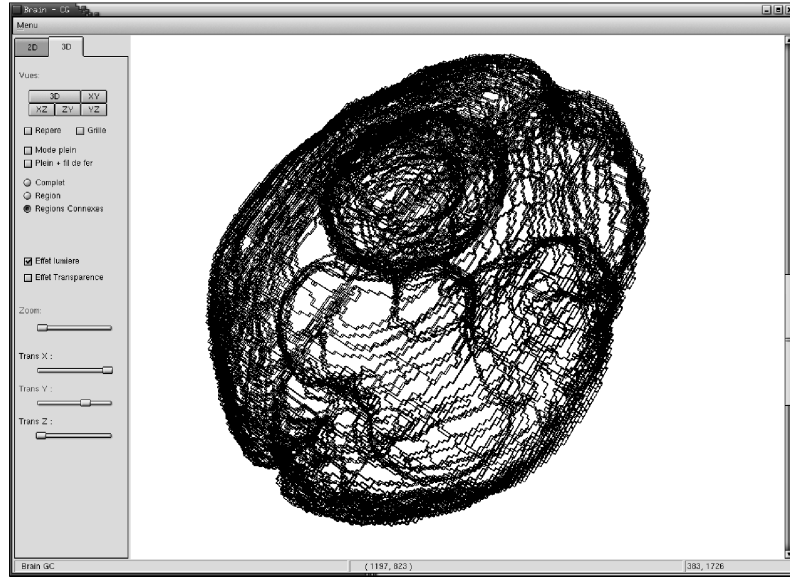 Brain - CG
Menu
2D 3D
Vues:
3D XY
XZ ZY YZ
Repere Grille
Mode plein
Plein + fil de fer
Complet
Region
Regions Connexes
Effet lumiere
Effet Transparence
Zoom:
Trans X :
Trans Y :
Trans Z :
Brain GC ( 1197, 823 ) 383, 1726